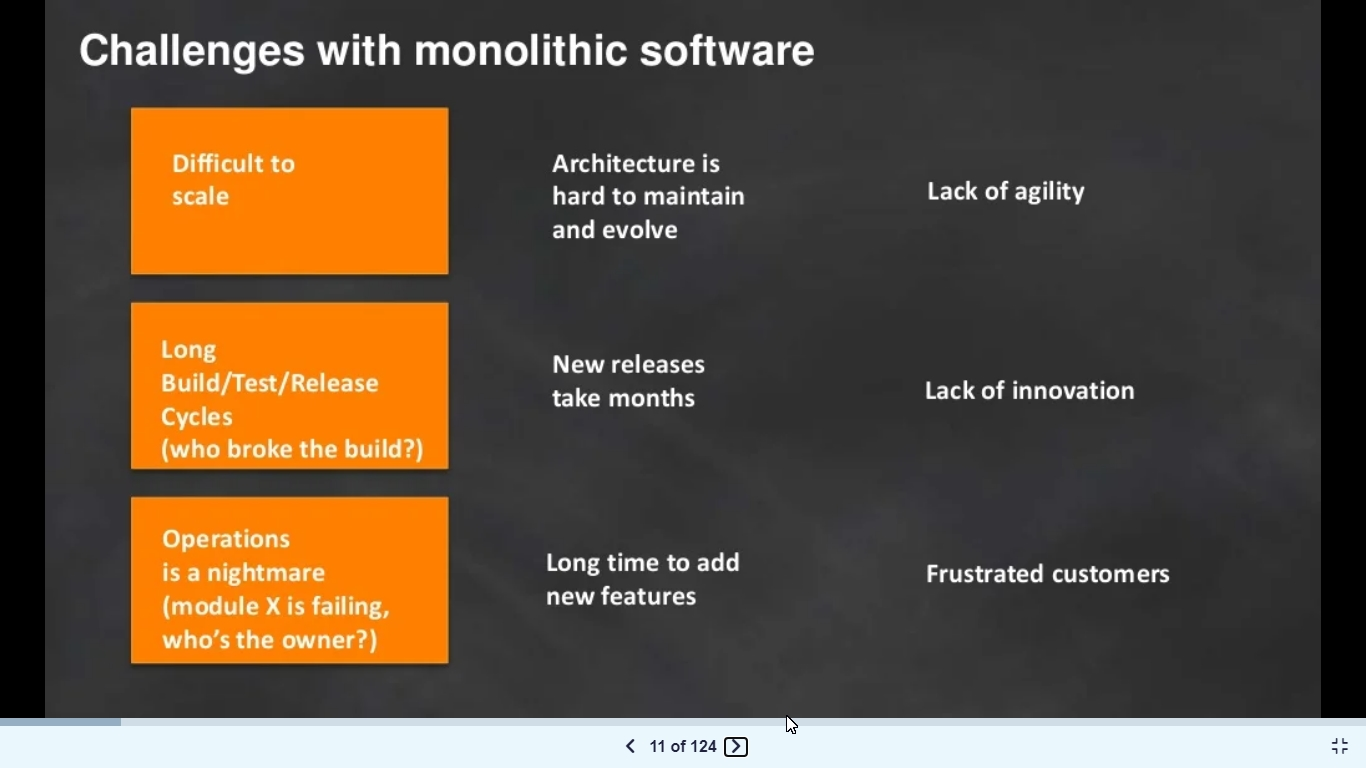 Challenges with monolithic software
Difficult to
scale
Architecture is
hard to maintain
and evolve
Lack of agility
Long
Build/Test/Release
Cycles
(who broke the build?)
New releases
take months
Lack of innovation
Operations
is a nightmare
(module X is failing,
who's the owner?)
Long time to add
new features
Frustrated customers
11 of 124